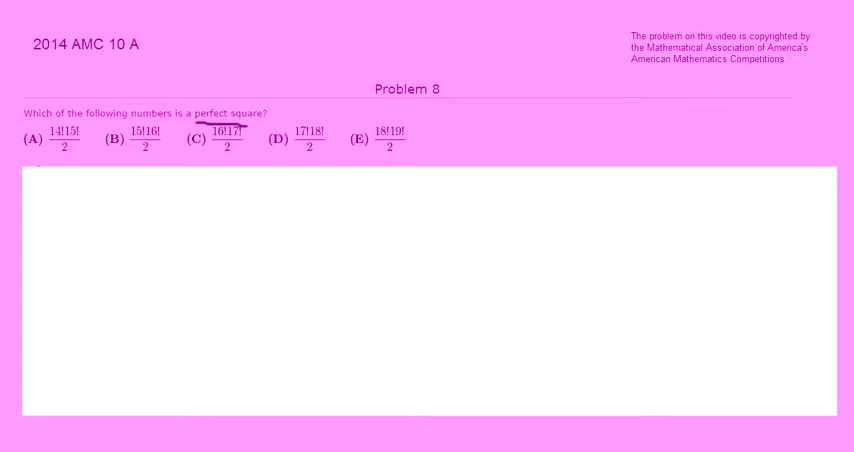 2014 AMC 10 A
The problem on this video is copyrighted by
the Mathematical Association of America's
American Mathematics Competitions
Problem 8
Which of the following numbers is a perfect square?
(A) 14!15!/2 (B) 15!16!/2 (C) 16!17!/2 (D) 17!18!/2 (E) 18!19!/2